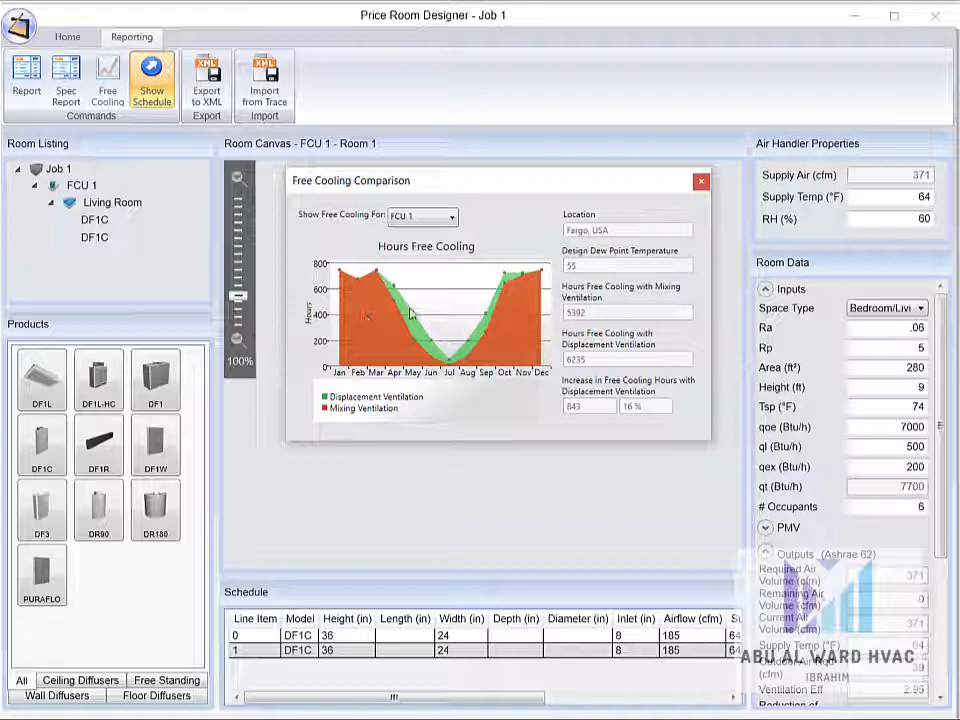 Price Room Designer - Job 1
Home
Reporting
Report
Spec Report
Free Cooling
Show Schedule
Export to XML
Import from Trace
Commands
Export
Import
Room Listing
Job 1
FCU 1
Living Room
DF1C
DF1C
Products
DF1L
DF1L-HC
DF1
DF1C
DF1R
DF1W
DF3
DR90
DR180
PURAFLO
All
Ceiling Diffusers
Free Standing
Wall Diffusers
Floor Diffusers
Room Canvas - FCU 1 - Room 1
100%
Free Cooling Comparison
Show Free Cooling For:
FCU 1
Hours Free Cooling
Hours
800
600
400
200
0
Jan Feb Mar Apr May Jun Jul Aug Sep Oct Nov Dec
Displacement Ventilation
Mixing Ventilation
Location
Fargo, USA
Design Dew Point Temperature
55
Hours Free Cooling with Mixing
Ventilation
5392
Hours Free Cooling with
Displacement Ventilation
6235
Increase in Free Cooling Hours with
Displacement Ventilation
843
16 %
Schedule
Line Item Model Height (in) Length (in) Width (in) Depth (in) Diameter (in) Inlet (in) Airflow (cfm)
0 DF1C 36 24 8 185 64
1 DF1C 36 24 8 185 64
Air Handler Properties
Supply Air (cfm) 371
Supply Temp (°F) 64
RH (%) 60
Room Data
Inputs
Space Type Bedroom/Livi
Ra .06
Rp 5
Area (ft²) 280
Height (ft) 9
Tsp (°F) 74
qoe (Btu/h) 7000
ql (Btu/h) 500
qex (Btu/h) 200
qt (Btu/h) 7700
# Occupants 6
PMV
Outputs (Ashrae 62)
Required Air
Volume (cfm) 371
Remaining Air
Volume (cfm) 0
Current Air
Volume (cfm) 371
Supply Temp (°F) 64
(cfm) 39
Ventilation Eff 2.95
Reduction of
ABU AL WARD HVAC
IBRAHIM